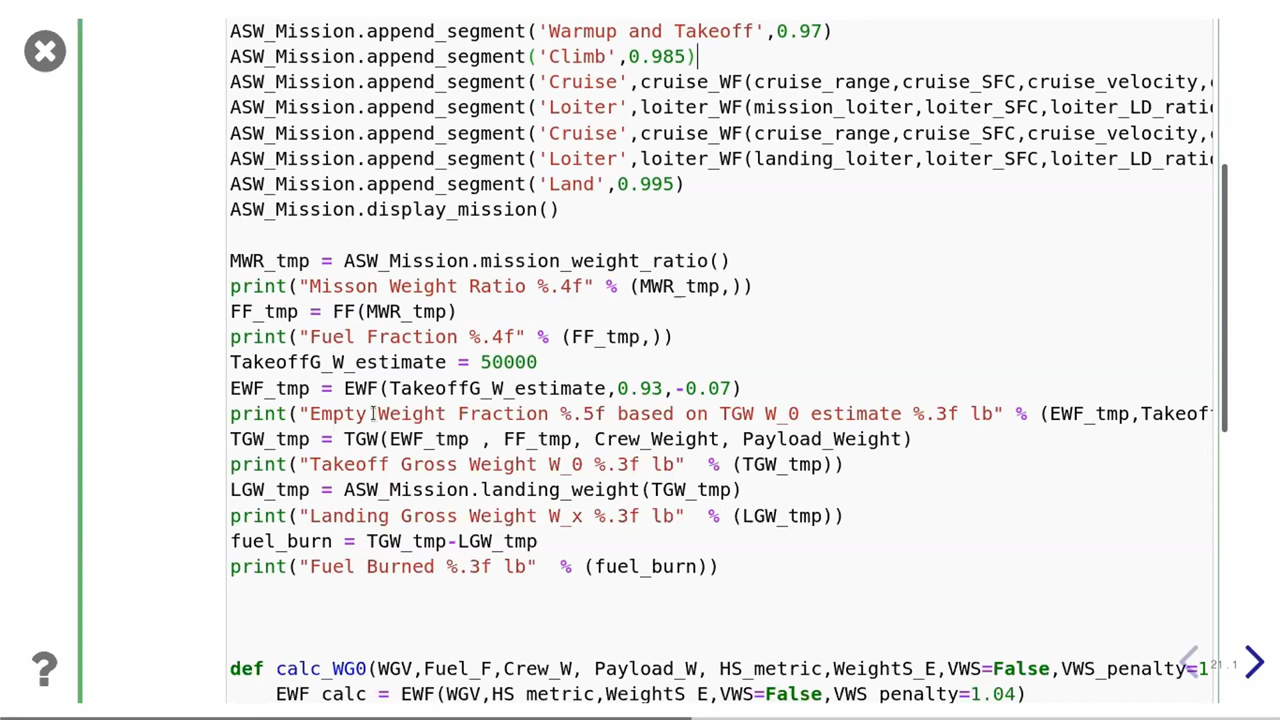 ASW_Mission.append_segment('Warmup and Takeoff',0.97)
ASW_Mission.append_segment('Climb',0.985)
ASW_Mission.append_segment('Cruise',cruise_WF(cruise_range,cruise_SFC,cruise_velocity,
ASW_Mission.append_segment('Loiter',loiter_WF(mission_loiter,loiter_SFC,loiter_LD_ratio
ASW_Mission.append_segment('Cruise',cruise_WF(cruise_range,cruise_SFC,cruise_velocity,
ASW_Mission.append_segment('Loiter',loiter_WF(landing_loiter,loiter_SFC,loiter_LD_ratio
ASW_Mission.append_segment('Land',0.995)
ASW_Mission.display_mission()
MWR_tmp = ASW_Mission.mission_weight_ratio()
print("Misson Weight Ratio %.4f" % (MWR_tmp,))
FF_tmp = FF(MWR_tmp)
print("Fuel Fraction %.4f" % (FF_tmp,))
TakeoffG_W_estimate = 50000
EWF_tmp = EWF(TakeoffG_W_estimate,0.93,-0.07)
print("Empty Weight Fraction %.5f based on TGW W_0 estimate %.3f lb" % (EWF_tmp,Takeoff
TGW_tmp = TGW(EWF_tmp , FF_tmp, Crew_Weight, Payload_Weight)
print("Takeoff Gross Weight W_0 %.3f lb"  % (TGW_tmp))
LGW_tmp = ASW_Mission.landing_weight(TGW_tmp)
print("Landing Gross Weight W_x %.3f lb"  % (LGW_tmp))
fuel_burn = TGW_tmp-LGW_tmp
print("Fuel Burned %.3f lb"  % (fuel_burn))
def calc_WG0(WGV,Fuel_F,Crew_W, Payload_W, HS_metric,WeightS_E,VWS=False,VWS_penalty=1
EWF_calc = EWF(WGV,HS_metric,WeightS_E,VWS=False,VWS_penalty=1.04)
21.1
?